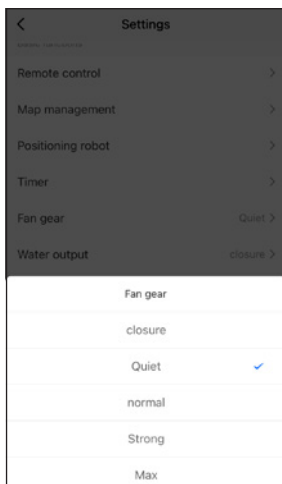 Settings
Remote control
Map management
Positioning robot
Timer
Fan gear Quiet
Water output closure
Fan gear
closure
Quiet
normal
Strong
Max